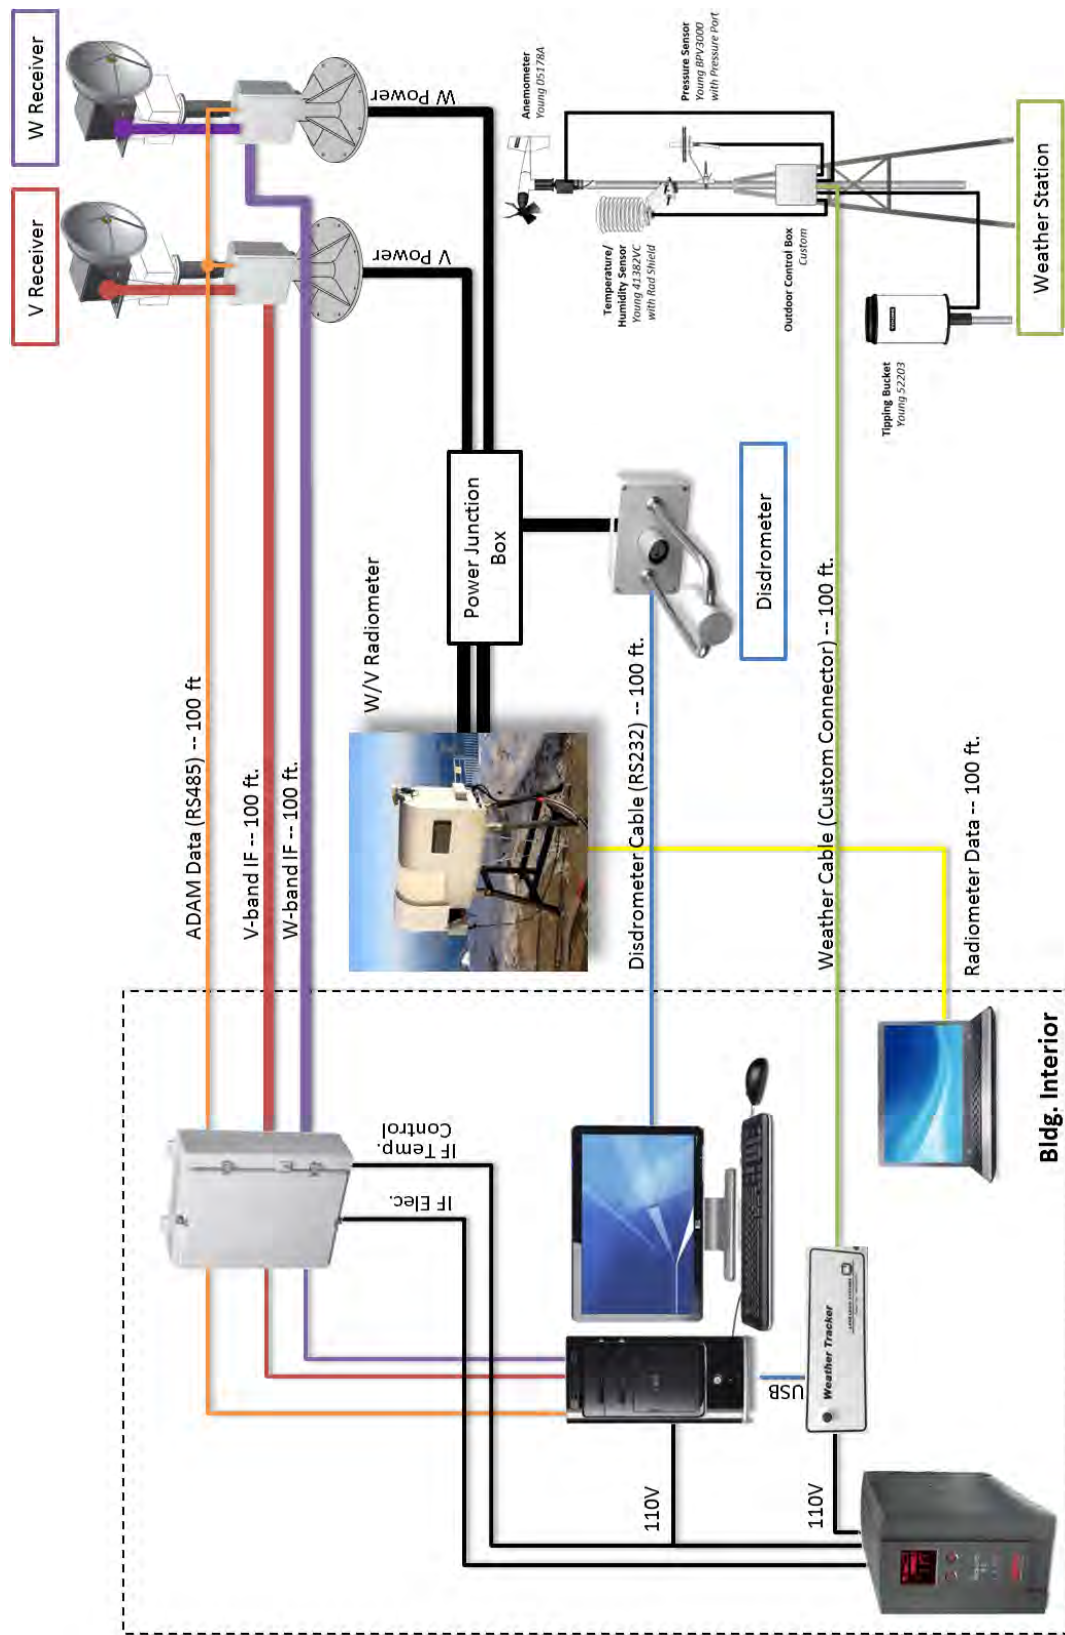 W Receiver
V Receiver
W Power
V Power
Anemometer
Young 05178A
Pressure Sensor
Young BPV3000
with Pressure Port
Temperature/
Humidity Sensor
Young 41382VC
with Rad Shield
Outdoor Control Box
Custom
Tipping Bucket
Young 52203
Weather Station
Power Junction
Box
Disdrometer
W/V Radiometer
ADAM Data (RS485) -- 100 ft
V-band IF -- 100 ft.
W-band IF -- 100 ft.
Disdrometer Cable (RS232) -- 100 ft.
Weather Cable (Custom Connector) -- 100 ft.
Radiometer Data -- 100 ft.
Bldg. Interior
IF Temp.
Control
IF Elec.
USB
Weather Tracker
110V
110V